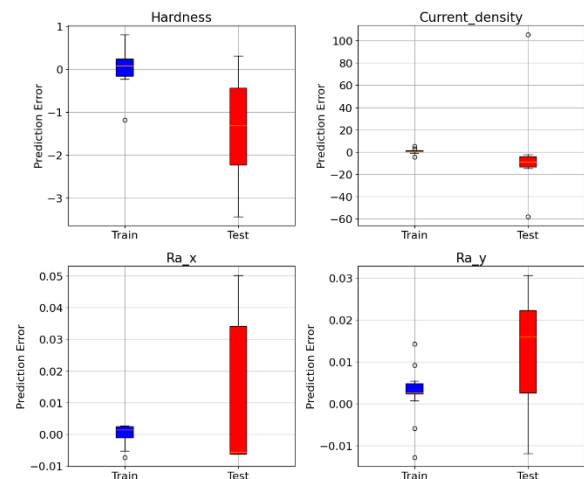 Hardness
1
0
−1
−2
−3
Prediction Error
Train Test
Current_density
100
80
60
40
20
0
−20
−40
−60
Prediction Error
Train Test
Ra_x
0.05
0.04
0.03
0.02
0.01
0.00
−0.01
Prediction Error
Train Test
Ra_y
0.03
0.02
0.01
0.00
−0.01
Prediction Error
Train Test